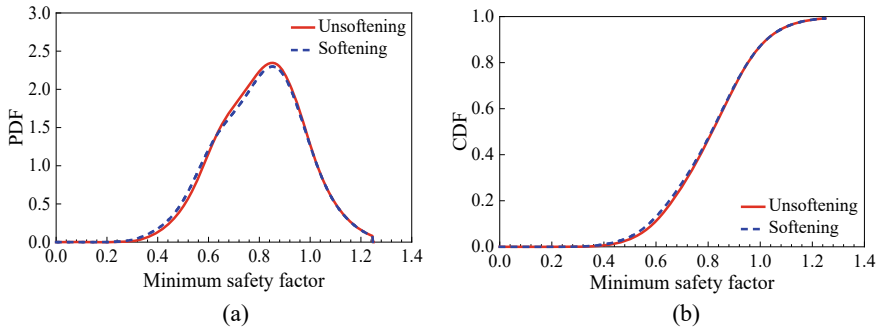 3.0
2.5
2.0
1.5
1.0
0.5
0.0
PDF
Unsoftening
Softening
0.0 0.2 0.4 0.6 0.8 1.0 1.2 1.4
Minimum safety factor
(a)
1.0
0.8
0.6
0.4
0.2
0.0
CDF
Unsoftening
Softening
0.0 0.2 0.4 0.6 0.8 1.0 1.2 1.4
Minimum safety factor
(b)